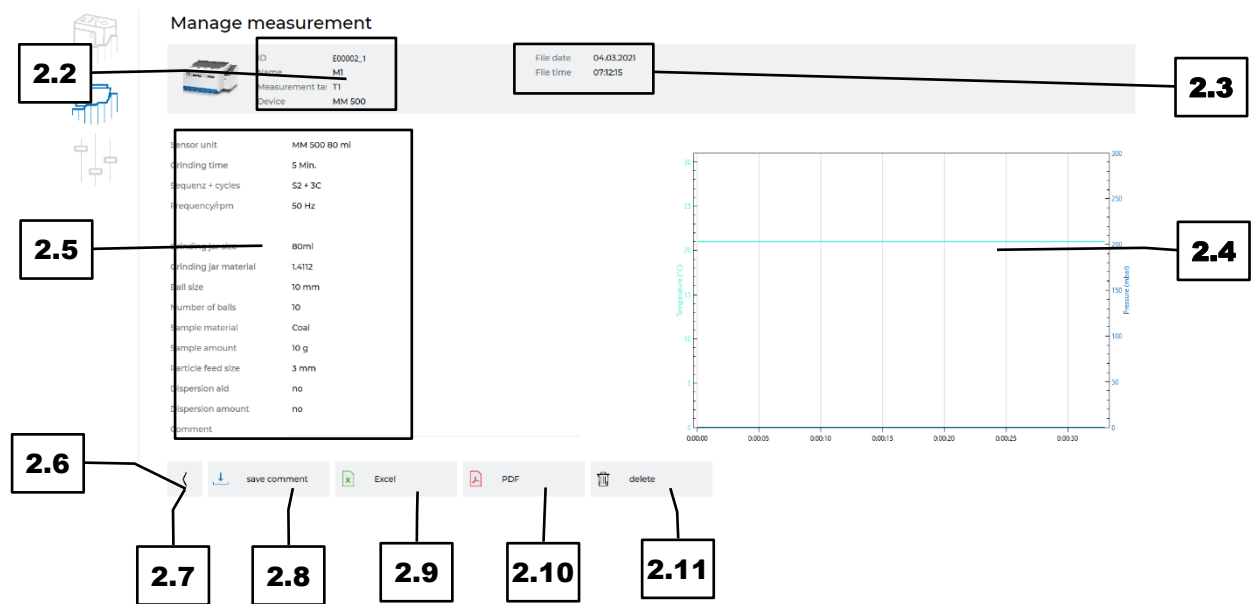 Manage measurement
ID E00002_1
Name M1
Measurement ta: T1
Device MM 500
File date 04.03.2021
File time 07:12:15
2.2
2.3
Sensor unit MM 500 80 ml
Grinding time 5 Min.
Sequenz + cycles S2 + 3C
Frequency/rpm 50 Hz
Grinding jar size 80ml
Grinding jar material 1.4112
Ball size 10 mm
Number of balls 10
Sample material Coal
Sample amount 10 g
Particle feed size 3 mm
Dispersion aid no
Dispersion amount no
Comment
2.5
30
25
20
15
10
5
0
Temperature (°C)
300
250
200
150
100
50
0
Pressure (mbar)
0:00:00 0:00:05 0:00:10 0:00:15 0:00:20 0:00:25 0:00:30
2.4
2.6
save comment
Excel
PDF
delete
2.7
2.8
2.9
2.10
2.11